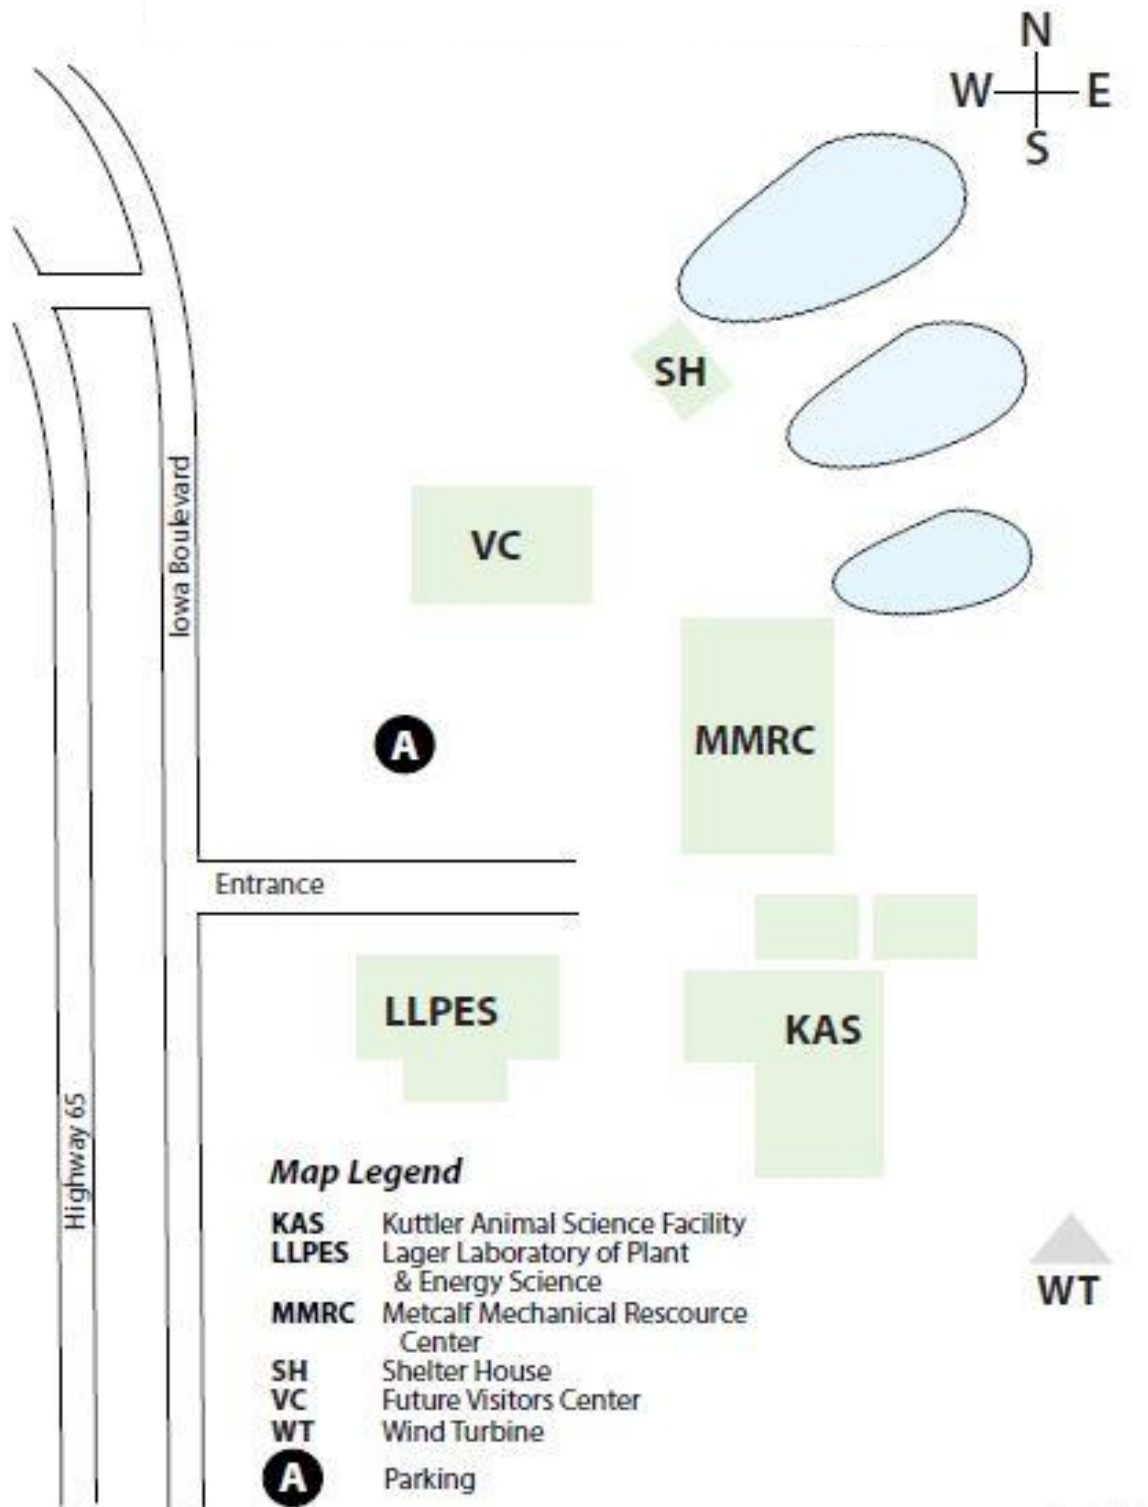 N
W E
S
SH
Iowa Boulevard
VC
A
MMRC
Entrance
LLPES
KAS
Highway 65
Map Legend
KAS Kuttler Animal Science Facility
LLPES Lager Laboratory of Plant
& Energy Science
MMRC Metcalf Mechanical Rescource
Center
SH Shelter House
VC Future Visitors Center
WT Wind Turbine
A Parking
WT